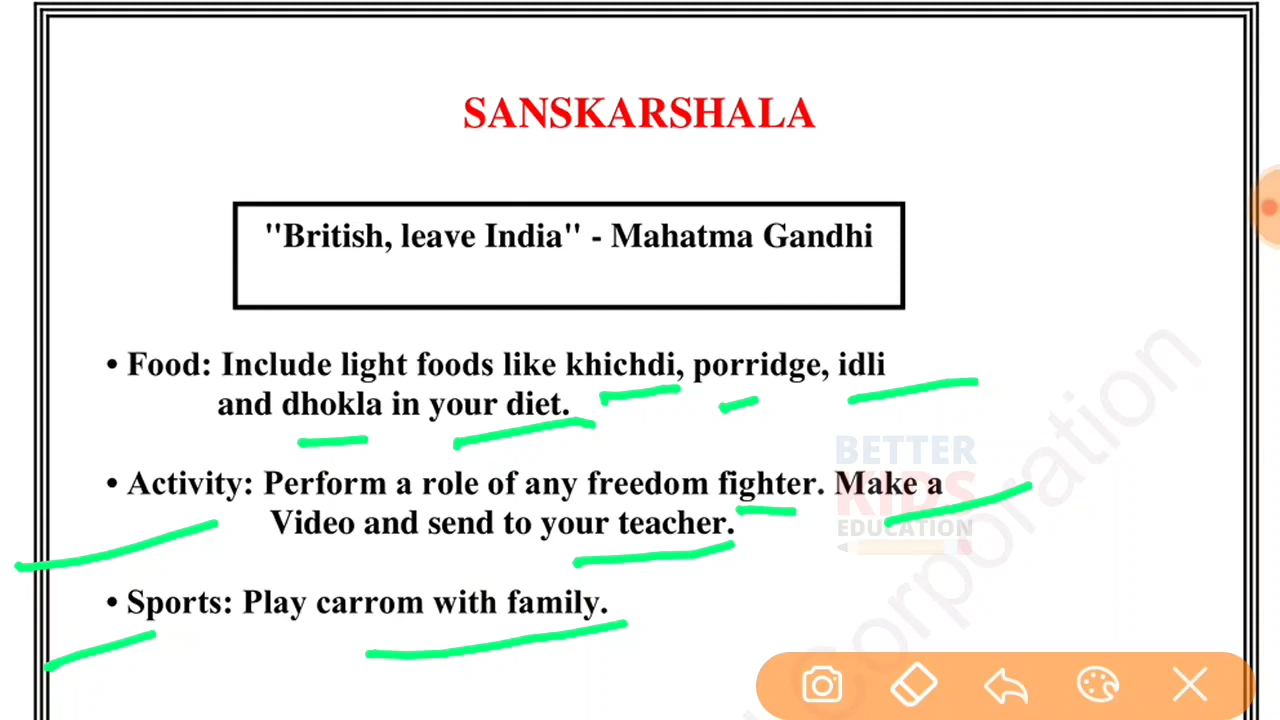 SANSKARSHALA
"British, leave India" - Mahatma Gandhi
• Food: Include light foods like khichdi, porridge, idli
and dhokla in your diet.
• Activity: Perform a role of any freedom fighter. Make a
Video and send to your teacher.
• Sports: Play carrom with family.
BETTER
KIDS
EDUCATION
Corporation